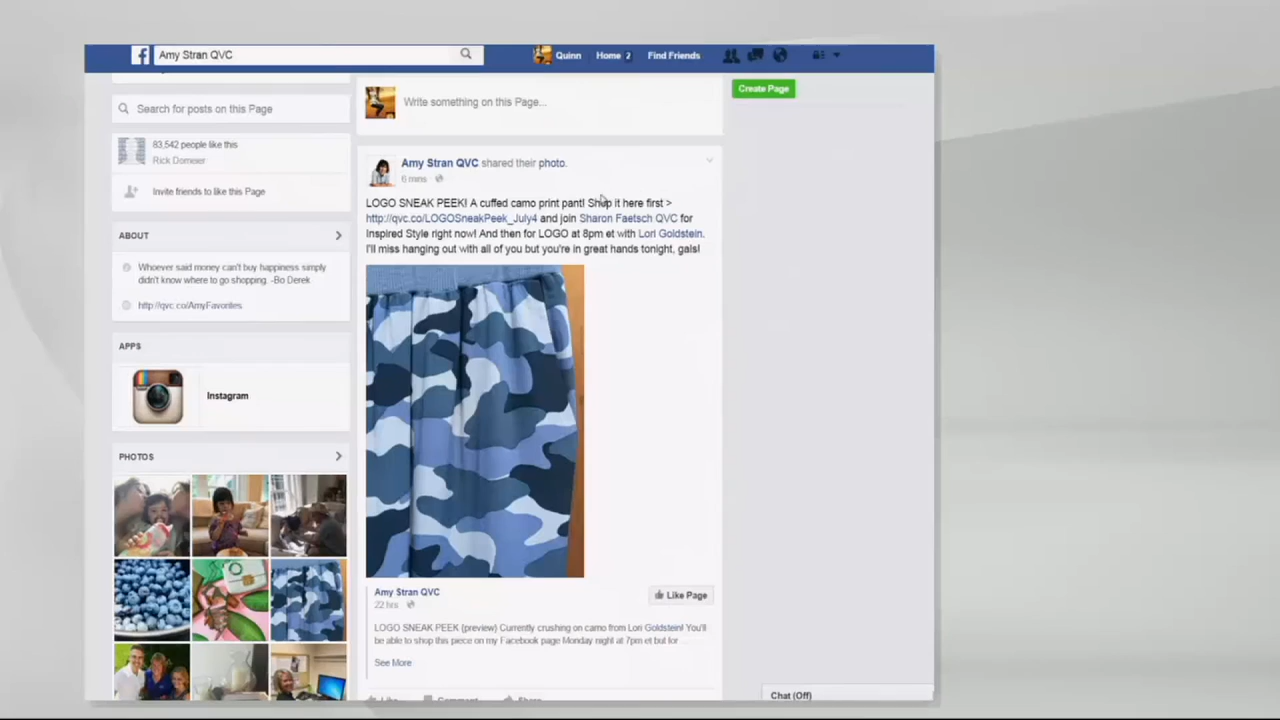 Amy Stran QVC
Quinn
Home 2
Find Friends
Search for posts on this Page
83,542 people like this
Rick Domeier
Invite friends to like this Page
ABOUT
Whoever said money can't buy happiness simply
didn't know where to go shopping. -Bo Derek
http://qvc.co/AmyFavorites
APPS
Instagram
PHOTOS
Write something on this Page...
Amy Stran QVC shared their photo.
6 mins
LOGO SNEAK PEEK! A cuffed camo print pant! Shop it here first >
http://qvc.co/LOGOSneakPeek_July4 and join Sharon Faetsch QVC for
Inspired Style right now! And then for LOGO at 8pm et with Lori Goldstein.
I'll miss hanging out with all of you but you're in great hands tonight, gals!
Amy Stran QVC
22 hrs
Like Page
LOGO SNEAK PEEK {preview} Currently crushing on camo from Lori Goldstein! You'll
be able to shop this piece on my Facebook page Monday night at 7pm et but for ...
See More
Like
Comment
Share
Create Page
Chat (Off)